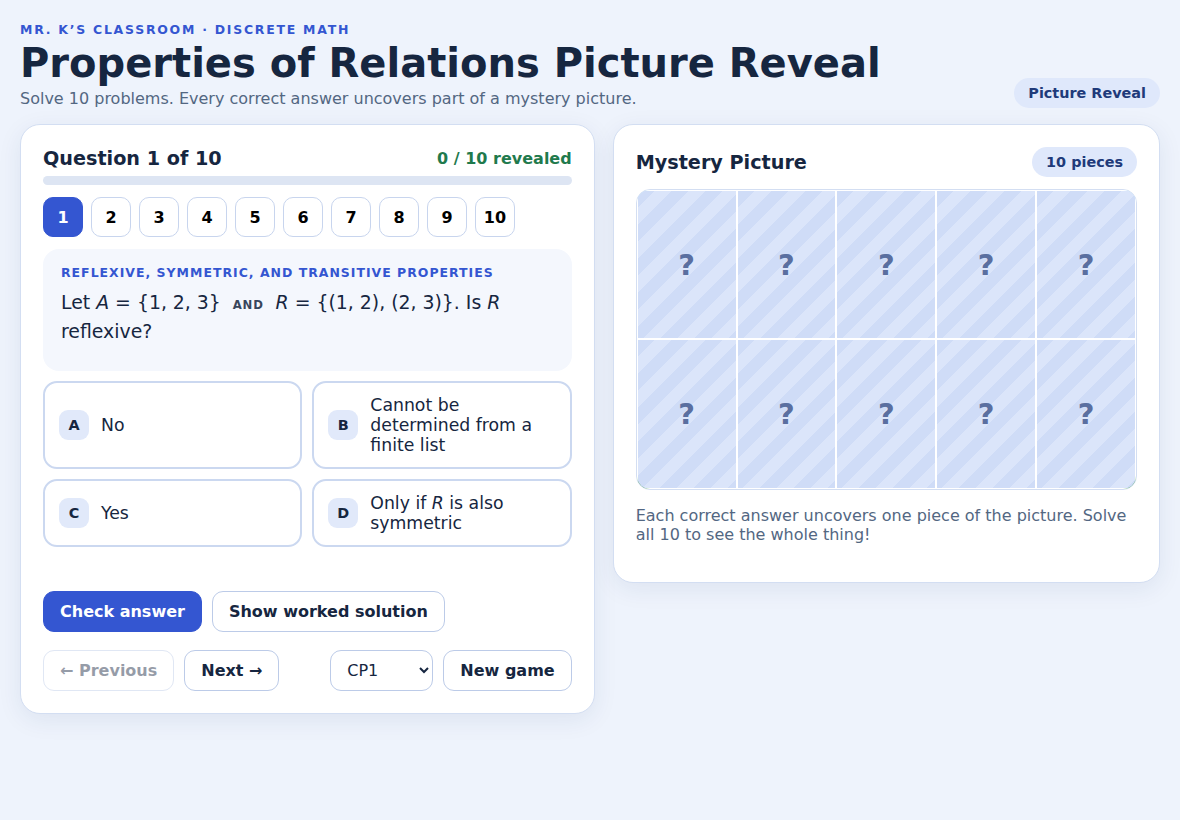 MR. K’S CLASSROOM · DISCRETE MATH
Properties of Relations Picture Reveal
Solve 10 problems. Every correct answer uncovers part of a mystery picture.
Picture Reveal
Question 1 of 10
0 / 10 revealed
1 2 3 4 5 6 7 8 9 10
REFLEXIVE, SYMMETRIC, AND TRANSITIVE PROPERTIES
Let A = {1, 2, 3} AND R = {(1, 2), (2, 3)}. Is R
reflexive?
A No
B Cannot be
determined from a
finite list
C Yes
D Only if R is also
symmetric
Check answer
Show worked solution
← Previous
Next →
CP1
New game
Mystery Picture
10 pieces
? ? ? ? ?
? ? ? ? ?
Each correct answer uncovers one piece of the picture. Solve
all 10 to see the whole thing!